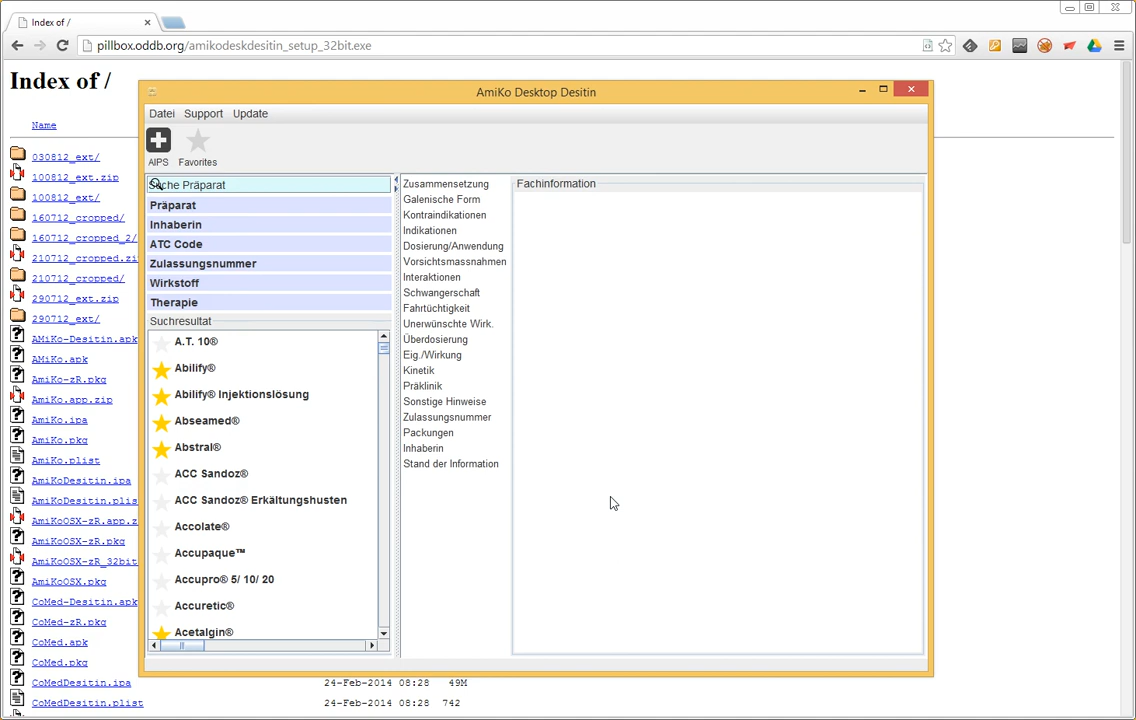 Index of /
pillbox.oddb.org/amikodeskdesitin_setup_32bit.exe
Index of /
Name
030812_ext/
100812_ext.zip
100812_ext/
160712_cropped/
160712_cropped_2/
210712_cropped.zi
210712_cropped/
290712_ext.zip
290712_ext/
AMiKo-Desitin.apk
AMiKo.apk
AmiKo-zR.pkg
AmiKo.app.zip
AmiKo.ipa
AmiKo.pkg
AmiKo.plist
AmiKoDesitin.ipa
AmiKoDesitin.plis
AmiKoOSX-zR.app.z
AmiKoOSX-zR.pkg
AmiKoOSX-zR_32bit
AmiKoOSX.pkg
CoMed-Desitin.apk
CoMed-zR.pkg
CoMed.apk
CoMed.pkg
CoMedDesitin.ipa 24-Feb-2014 08:28 49M
CoMedDesitin.plist 24-Feb-2014 08:28 742
AmiKo Desktop Desitin
Datei Support Update
AIPS Favorites
Suche Präparat
Präparat
Inhaberin
ATC Code
Zulassungsnummer
Wirkstoff
Therapie
Suchresultat
A.T. 10®
Abilify®
Abilify® Injektionslösung
Abseamed®
Abstral®
ACC Sandoz®
ACC Sandoz® Erkältungshusten
Accolate®
Accupaque™
Accupro® 5/ 10/ 20
Accuretic®
Acetalgin®
Zusammensetzung
Galenische Form
Kontraindikationen
Indikationen
Dosierung/Anwendung
Vorsichtsmassnahmen
Interaktionen
Schwangerschaft
Fahrtüchtigkeit
Unerwünschte Wirk.
Überdosierung
Eig./Wirkung
Kinetik
Präklinik
Sonstige Hinweise
Zulassungsnummer
Packungen
Inhaberin
Stand der Information
Fachinformation